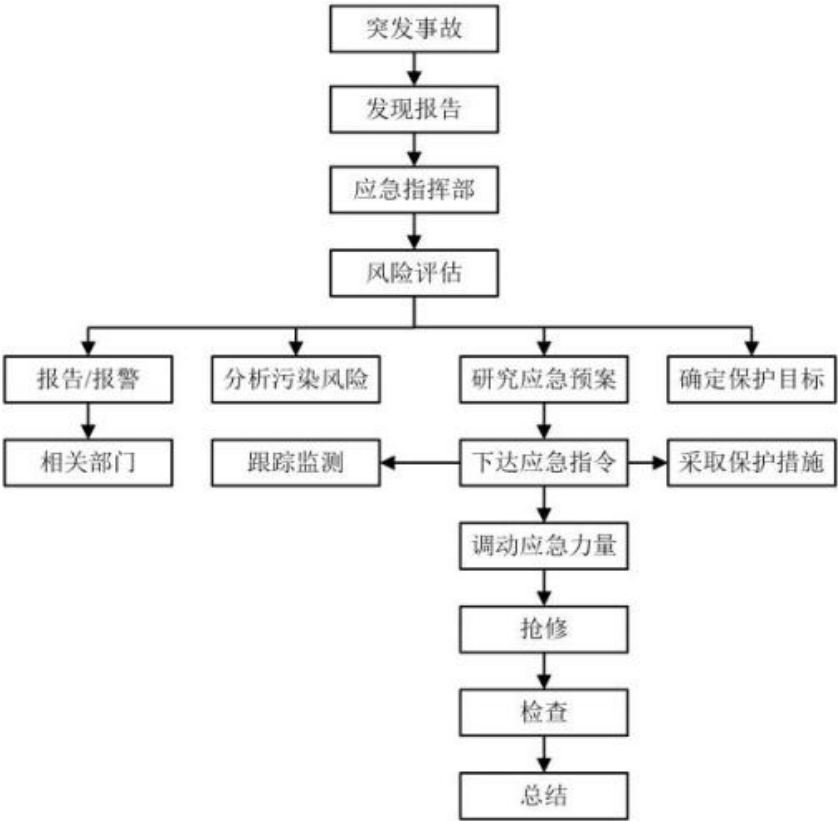 突发事故
发现报告
应急指挥部
风险评估
报告/报警
分析污染风险
研究应急预案
确定保护目标
相关部门
跟踪监测
下达应急指令
采取保护措施
调动应急力量
抢修
检查
总结